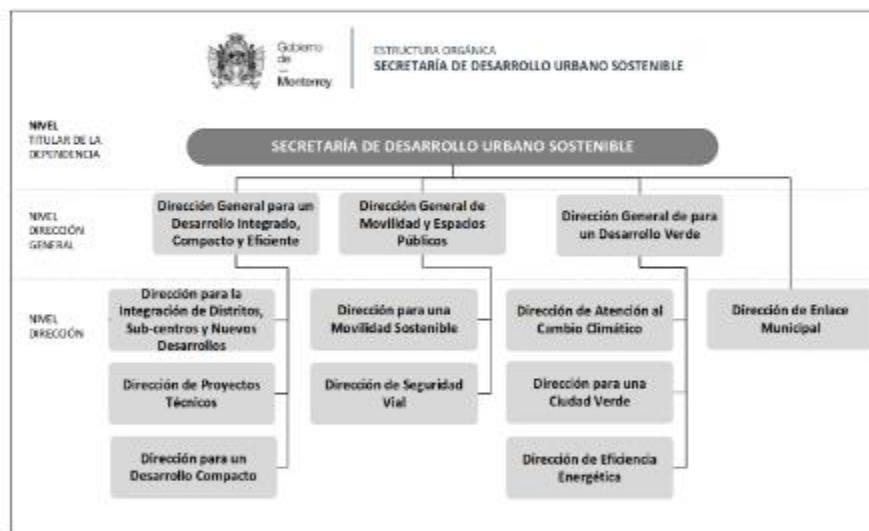 Gobierno
de
—
Monterrey
ESTRUCTURA ORGÁNICA
SECRETARÍA DE DESARROLLO URBANO SOSTENIBLE
NIVEL
TITULAR DE LA
DEPENDENCIA
SECRETARÍA DE DESARROLLO URBANO SOSTENIBLE
NIVEL
DIRECCIÓN
GENERAL
Dirección General para un
Desarrollo Integrado,
Compacto y Eficiente
Dirección General de
Movilidad y Espacios
Públicos
Dirección General de para
un Desarrollo Verde
NIVEL
DIRECCIÓN
Dirección para la
Integración de Distritos,
Sub-centros y Nuevos
Desarrollos
Dirección para una
Movilidad Sostenible
Dirección de Atención al
Cambio Climático
Dirección de Enlace
Municipal
Dirección de Proyectos
Técnicos
Dirección de Seguridad
Vial
Dirección para una
Ciudad Verde
Dirección para un
Desarrollo Compacto
Dirección de Eficiencia
Energética